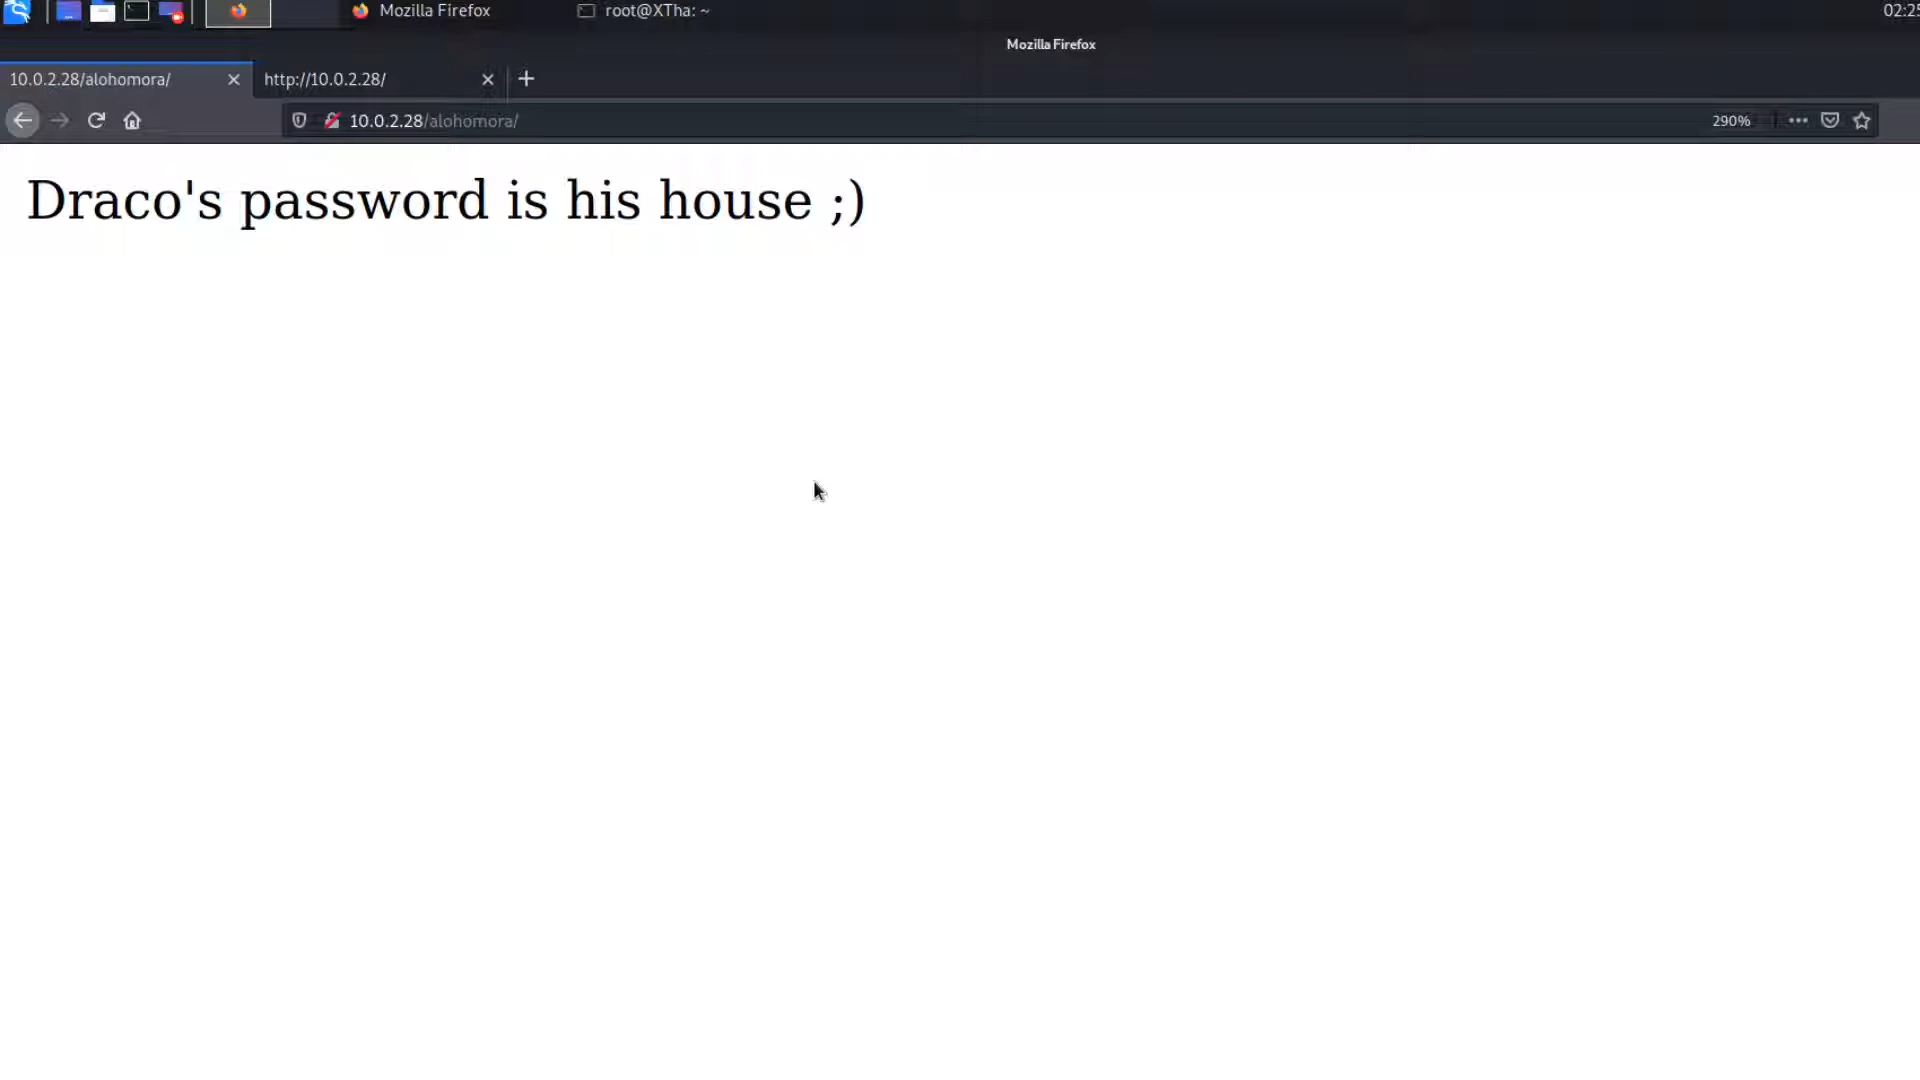 Mozilla Firefox
root@XTha: ~
02:25
Mozilla Firefox
10.0.2.28/alohomora/
http://10.0.2.28/
10.0.2.28/alohomora/
290%
Draco's password is his house ;)